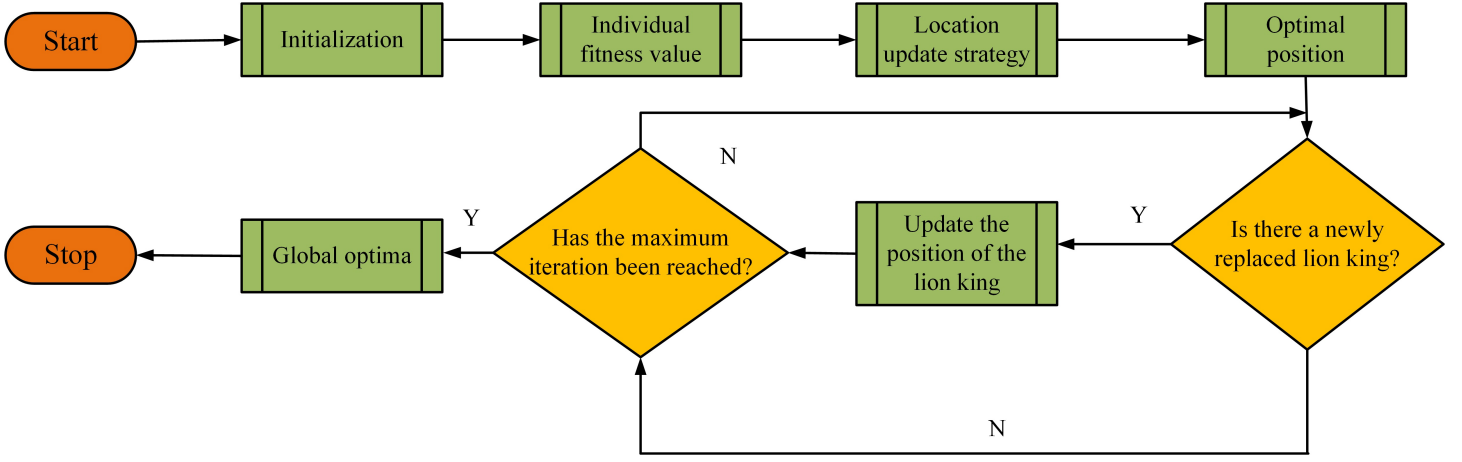 Start
Initialization
Individual
fitness value
Location
update strategy
Optimal
position
N
Stop
Y
Global optima
Has the maximum
iteration been reached?
Update the
position of the
lion king
Y
Is there a newly
replaced lion king?
N